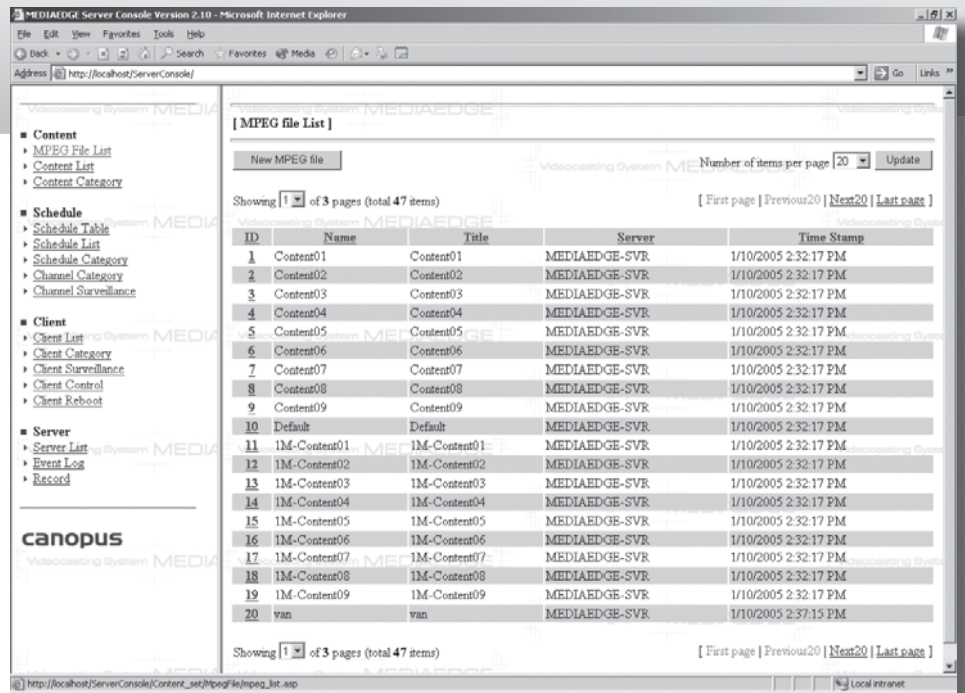 MEDIAEDGE Server Console Version 2.10 - Microsoft Internet Explorer
File Edit View Favorites Tools Help
Back Search Favorites Media
Address http://localhost/ServerConsole/ Go Links »
Videocasting System MEDIA
Content
MPEG File List
Content List
Content Category
Schedule
Schedule Table
Schedule List
Schedule Category
Channel Category
Channel Surveillance
Client
Client List
Client Category
Client Surveillance
Client Control
Client Reboot
Server
Server List
Event Log
Record
canopus
Videocasting System MEDIA
Videocasting System MEDIAEDGE
[ MPEG file List ]
New MPEG file Number of items per page 20 Update
Showing 1 of 3 pages (total 47 items) [ First page | Previous20 | Next20 | Last page ]
ID Name Title Server Time Stamp
1 Content01 Content01 MEDIAEDGE-SVR 1/10/2005 2:32:17 PM
2 Content02 Content02 MEDIAEDGE-SVR 1/10/2005 2:32:17 PM
3 Content03 Content03 MEDIAEDGE-SVR 1/10/2005 2:32:17 PM
4 Content04 Content04 MEDIAEDGE-SVR 1/10/2005 2:32:17 PM
5 Content05 Content05 MEDIAEDGE-SVR 1/10/2005 2:32:17 PM
6 Content06 Content06 MEDIAEDGE-SVR 1/10/2005 2:32:17 PM
7 Content07 Content07 MEDIAEDGE-SVR 1/10/2005 2:32:17 PM
8 Content08 Content08 MEDIAEDGE-SVR 1/10/2005 2:32:17 PM
9 Content09 Content09 MEDIAEDGE-SVR 1/10/2005 2:32:17 PM
10 Default Default MEDIAEDGE-SVR 1/10/2005 2:32:17 PM
11 1M-Content01 1M-Content01 MEDIAEDGE-SVR 1/10/2005 2:32:17 PM
12 1M-Content02 1M-Content02 MEDIAEDGE-SVR 1/10/2005 2:32:17 PM
13 1M-Content03 1M-Content03 MEDIAEDGE-SVR 1/10/2005 2:32:17 PM
14 1M-Content04 1M-Content04 MEDIAEDGE-SVR 1/10/2005 2:32:17 PM
15 1M-Content05 1M-Content05 MEDIAEDGE-SVR 1/10/2005 2:32:17 PM
16 1M-Content06 1M-Content06 MEDIAEDGE-SVR 1/10/2005 2:32:17 PM
17 1M-Content07 1M-Content07 MEDIAEDGE-SVR 1/10/2005 2:32:17 PM
18 1M-Content08 1M-Content08 MEDIAEDGE-SVR 1/10/2005 2:32:17 PM
19 1M-Content09 1M-Content09 MEDIAEDGE-SVR 1/10/2005 2:32:17 PM
20 van van MEDIAEDGE-SVR 1/10/2005 2:37:15 PM
Showing 1 of 3 pages (total 47 items) [ First page | Previous20 | Next20 | Last page ]
http://localhost/ServerConsole/Content_set/MpegFile/mpeg_list.asp Local intranet